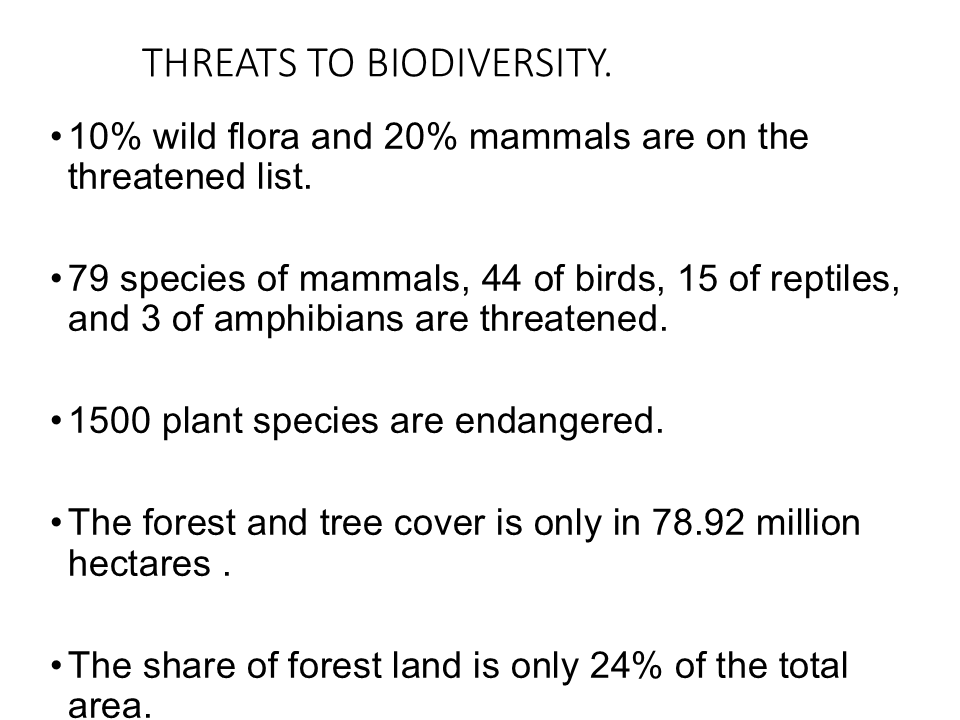 THREATS TO BIODIVERSITY.
•10% wild flora and 20% mammals are on the
threatened list.
•79 species of mammals, 44 of birds, 15 of reptiles,
and 3 of amphibians are threatened.
•1500 plant species are endangered.
•The forest and tree cover is only in 78.92 million
hectares .
•The share of forest land is only 24% of the total
area.